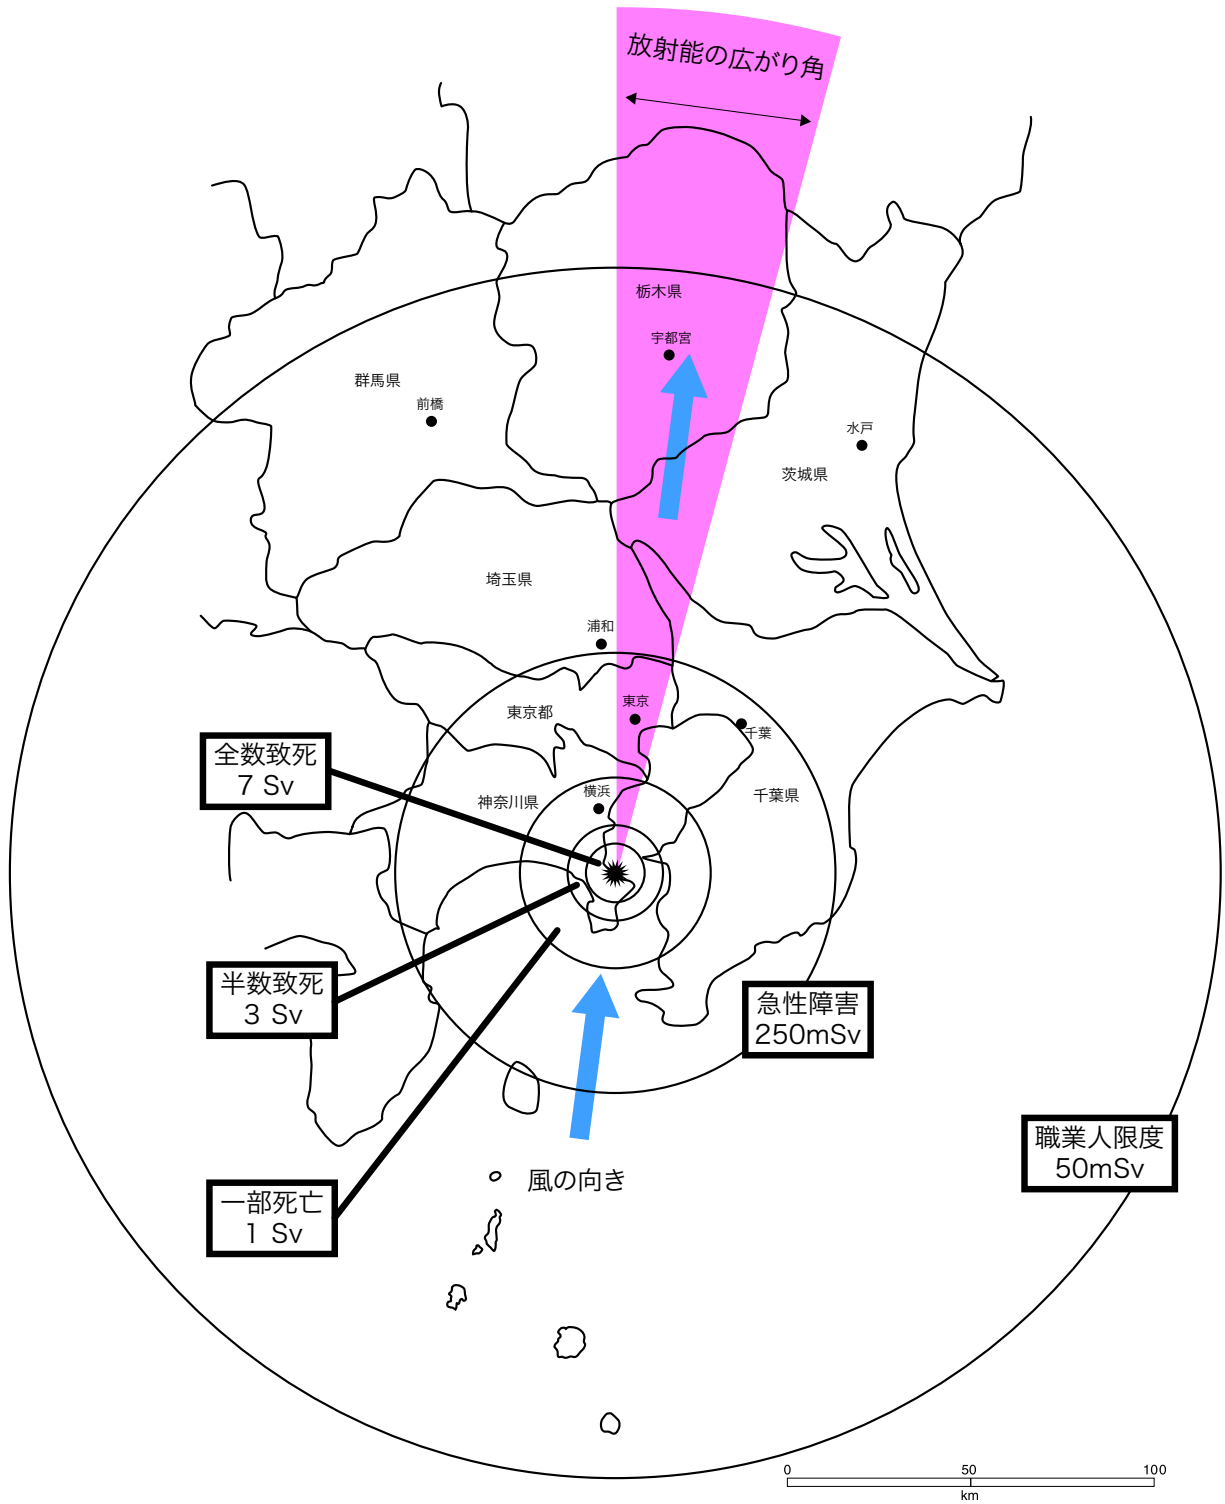 放射能の広がり角
栃木県
宇都宮
群馬県
前橋
水戸
茨城県
埼玉県
浦和
東京都
東京
千葉
全数致死
7 Sv
神奈川県
横浜
千葉県
半数致死
3 Sv
急性障害
250mSv
職業人限度
50mSv
風の向き
一部死亡
1 Sv
0 50 100
km